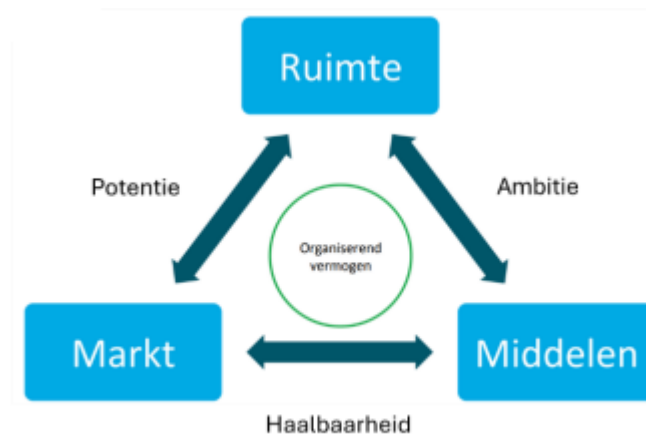 Ruimte
Potentie
Ambitie
Organiserend
vermogen
Markt
Middelen
Haalbaarheid